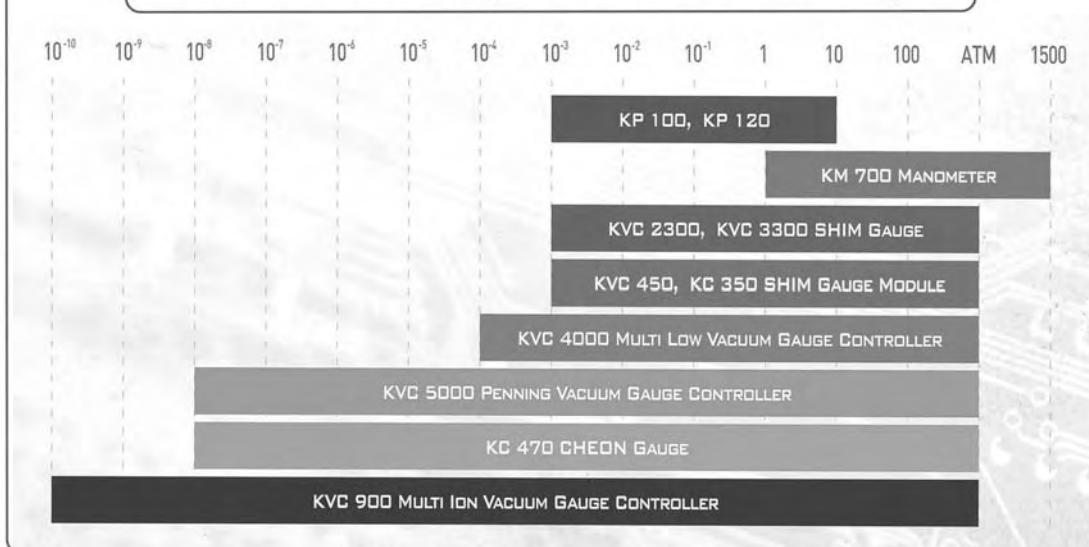 10⁻¹⁰ 10⁻⁹ 10⁻⁸ 10⁻⁷ 10⁻⁶ 10⁻⁵ 10⁻⁴ 10⁻³ 10⁻² 10⁻¹ 1 10 100 ATM 1500
KP 100, KP 120
KM 700 MANOMETER
KVC 2300, KVC 3300 SHIM GAUGE
KVC 450, KC 350 SHIM GAUGE MODULE
KVC 4000 MULTI LOW VACUUM GAUGE CONTROLLER
KVC 5000 PENNING VACUUM GAUGE CONTROLLER
KC 470 CHEON GAUGE
KVC 900 MULTI ION VACUUM GAUGE CONTROLLER